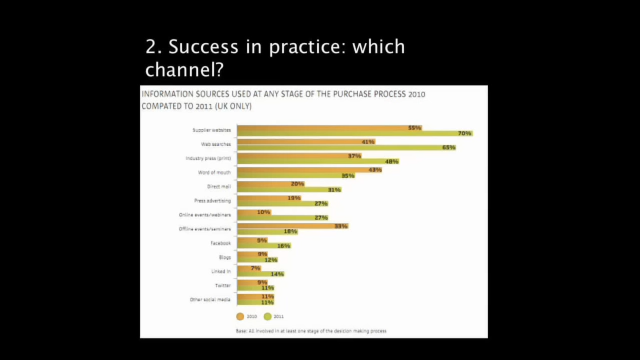 2. Success in practice: which
channel?
INFORMATION SOURCES USED AT ANY STAGE OF THE PURCHASE PROCESS 2010
COMPATED TO 2011 (UK ONLY)
Supplier websites 55% 70%
Web searches 41% 65%
Industry press (print) 37% 48%
Word of mouth 43% 35%
Direct mail 20% 31%
Press advertising 19% 27%
Online events/webinars 10% 27%
Offline events/seminars 33% 18%
Facebook 9% 16%
Blogs 9% 12%
Linked in 7% 14%
Twitter 9% 11%
Other social media 11% 11%
2010 2011
Base: All involved in at least one stage of the decision making process